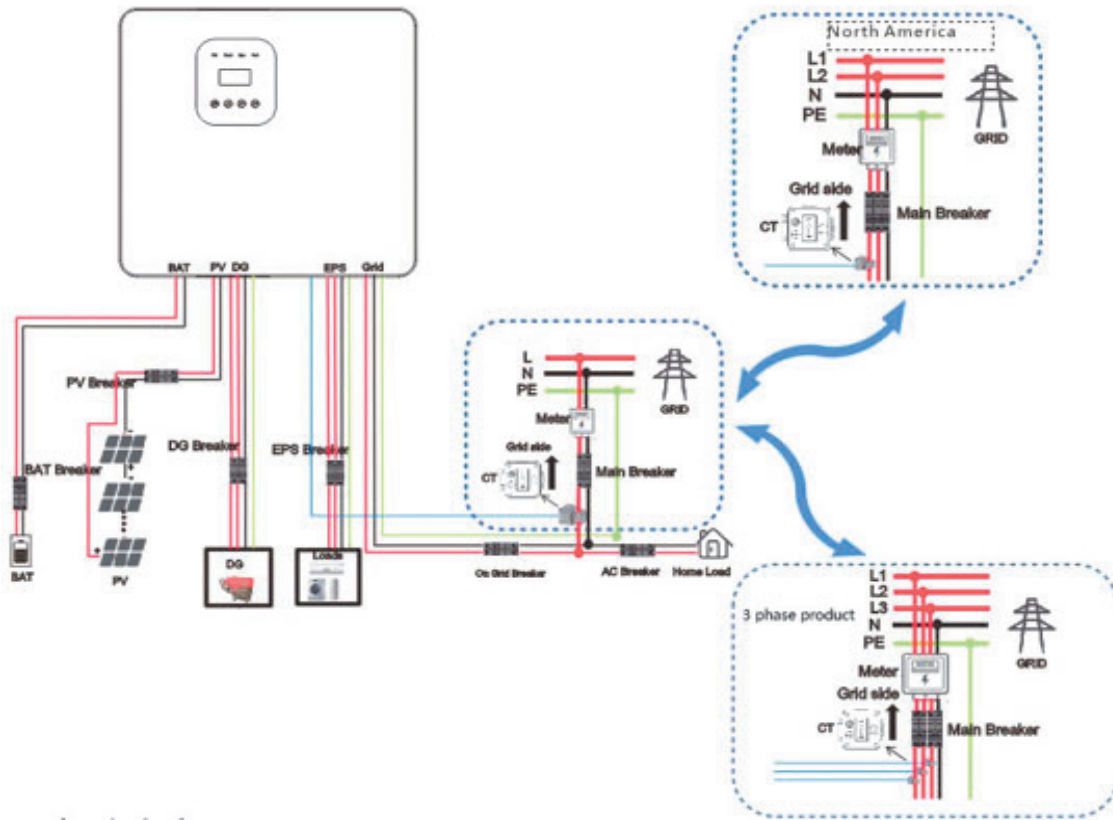 BAT PV DG EPS Grid
PV Breaker
BAT Breaker
DG Breaker
EPS Breaker
BAT
PV
DG
Loads
L
N
PE
GRID
Meter
Grid side
CT
Main Breaker
On Grid Breaker
AC Breaker
Home Load
North America
L1
L2
N
PE
GRID
Meter
Grid side
CT
Main Breaker
3 phase product
L1
L2
L3
N
PE
GRID
Meter
Grid side
CT
Main Breaker